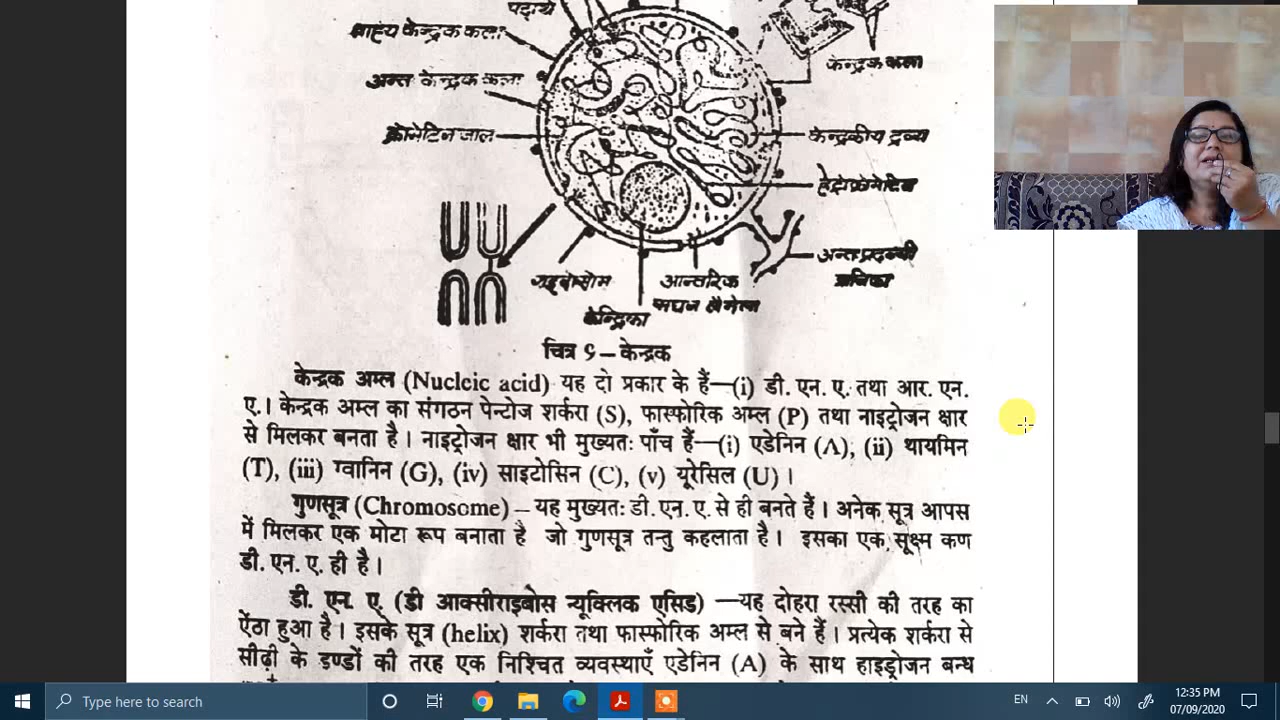 पदार्थ
बाह्य केन्द्रक कला
अन्त केन्द्रक कला
क्रोमेटिन जाल
केन्द्रक कला
केन्द्रकीय द्रव्य
हेट्रोक्रोमेटिन
राइबोसोम
आन्तरिक
केन्द्रिका
सघन
चित्र ९ – केन्द्रक
केन्द्रक अम्ल (Nucleic acid) यह दो प्रकार के हैं—(i) डी. एन. ए. तथा आर. एन.
ए.। केन्द्रक अम्ल का संगठन पेन्टोज शर्करा (S), फास्फोरिक अम्ल (P) तथा नाइट्रोजन क्षार
से मिलकर बनता है। नाइट्रोजन क्षार भी मुख्यतः पाँच हैं—(i) एडेनिन (A), (ii) थायमिन
(T), (iii) ग्वानिन (G), (iv) साइटोसिन (C), (v) यूरेसिल (U)।
गुणसूत्र (Chromosome) – यह मुख्यतः डी. एन. ए. से ही बनते हैं। अनेक सूत्र आपस
में मिलकर एक मोटा रूप बनाता है जो गुणसूत्र तन्तु कहलाता है। इसका एक सूक्ष्म कण
डी. एन. ए. ही है।
डी. एन. ए. (डी आक्सीराइबोस न्यूक्लिक एसिड) —यह दोहरा रस्सी की तरह का
ऐंठा हुआ है। इसके सूत्र (helix) शर्करा तथा फास्फोरिक अम्ल से बने हैं। प्रत्येक शर्करा से
सीढ़ी के डण्डों की तरह एक निश्चित व्यवस्थाएँ एडेनिन (A) के साथ हाइड्रोजन बन्ध
Type here to search
EN
12:35 PM
07/09/2020